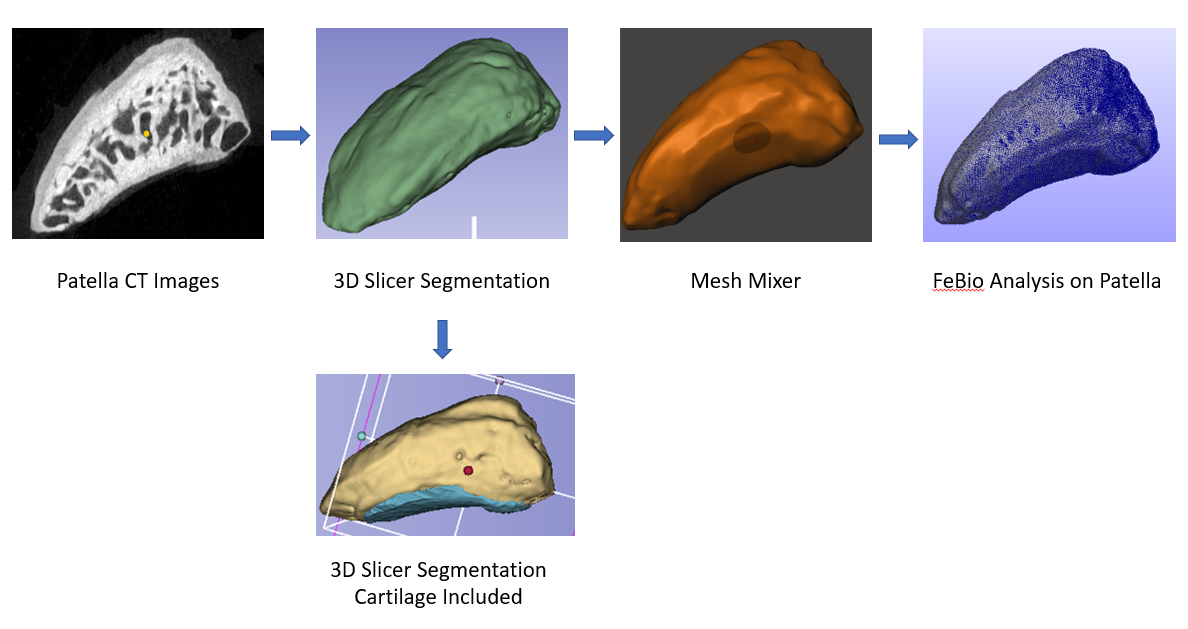 Patella CT Images
3D Slicer Segmentation
Mesh Mixer
FeBio Analysis on Patella
3D Slicer Segmentation
Cartilage Included